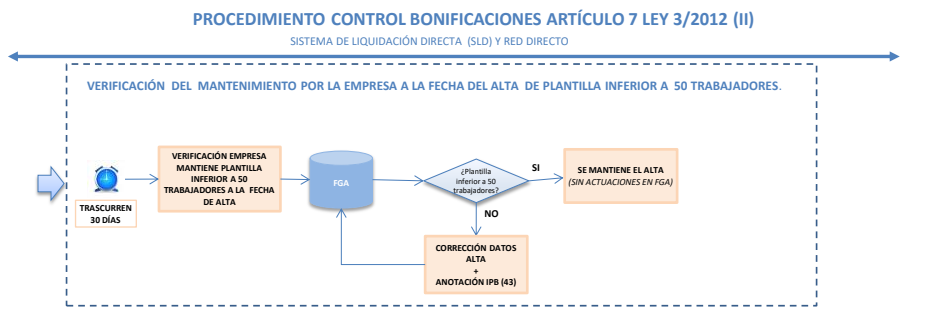 PROCEDIMIENTO CONTROL BONIFICACIONES ARTÍCULO 7 LEY 3/2012 (II)
SISTEMA DE LIQUIDACIÓN DIRECTA (SLD) Y RED DIRECTO
VERIFICACIÓN DEL MANTENIMIENTO POR LA EMPRESA A LA FECHA DEL ALTA DE PLANTILLA INFERIOR A 50 TRABAJADORES.
TRASCURREN
30 DÍAS
VERIFICACIÓN EMPRESA
MANTIENE PLANTILLA
INFERIOR A 50
TRABAJADORES A LA FECHA
DE ALTA
FGA
¿Plantilla
inferior a 50
trabajadores?
SI
SE MANTIENE EL ALTA
(SIN ACTUACIONES EN FGA)
NO
CORRECCIÓN DATOS
ALTA
+
ANOTACIÓN IPB (43)